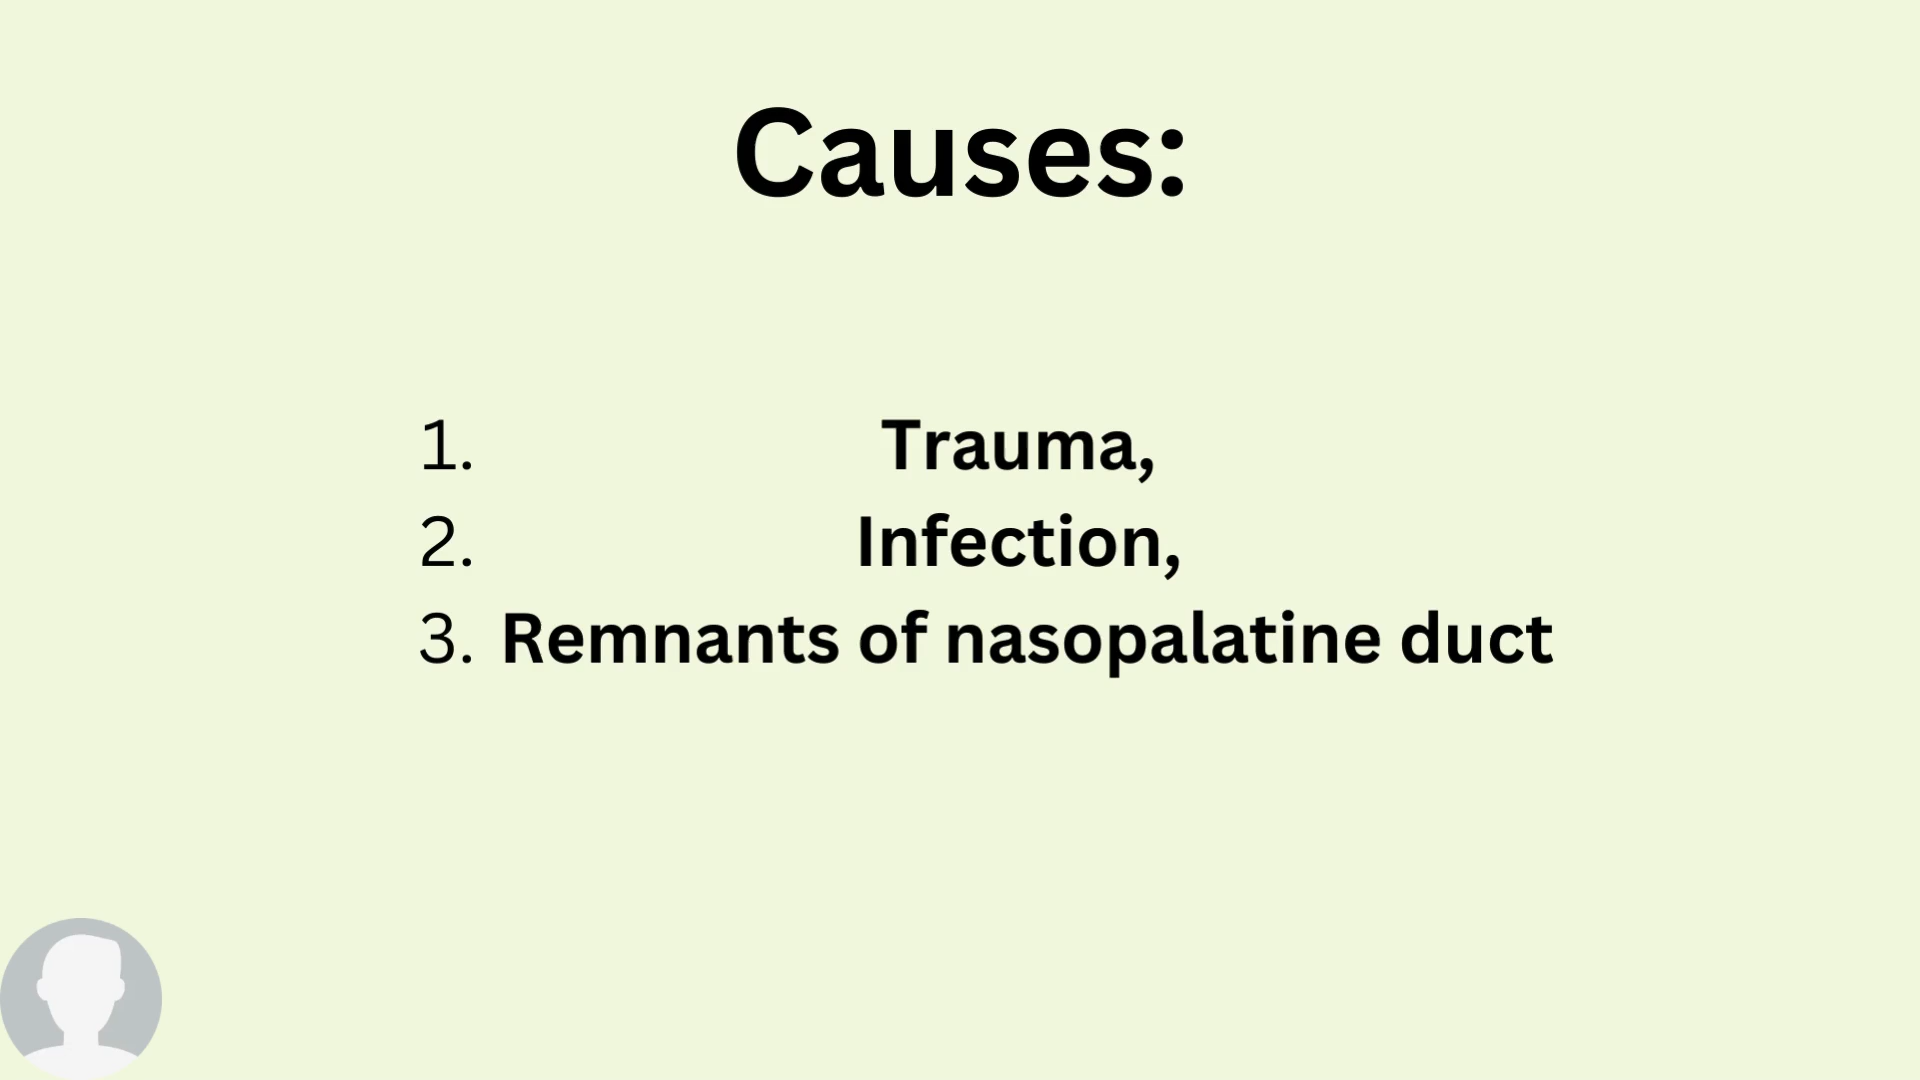 Causes:
1. Trauma,
2. Infection,
3. Remnants of nasopalatine duct